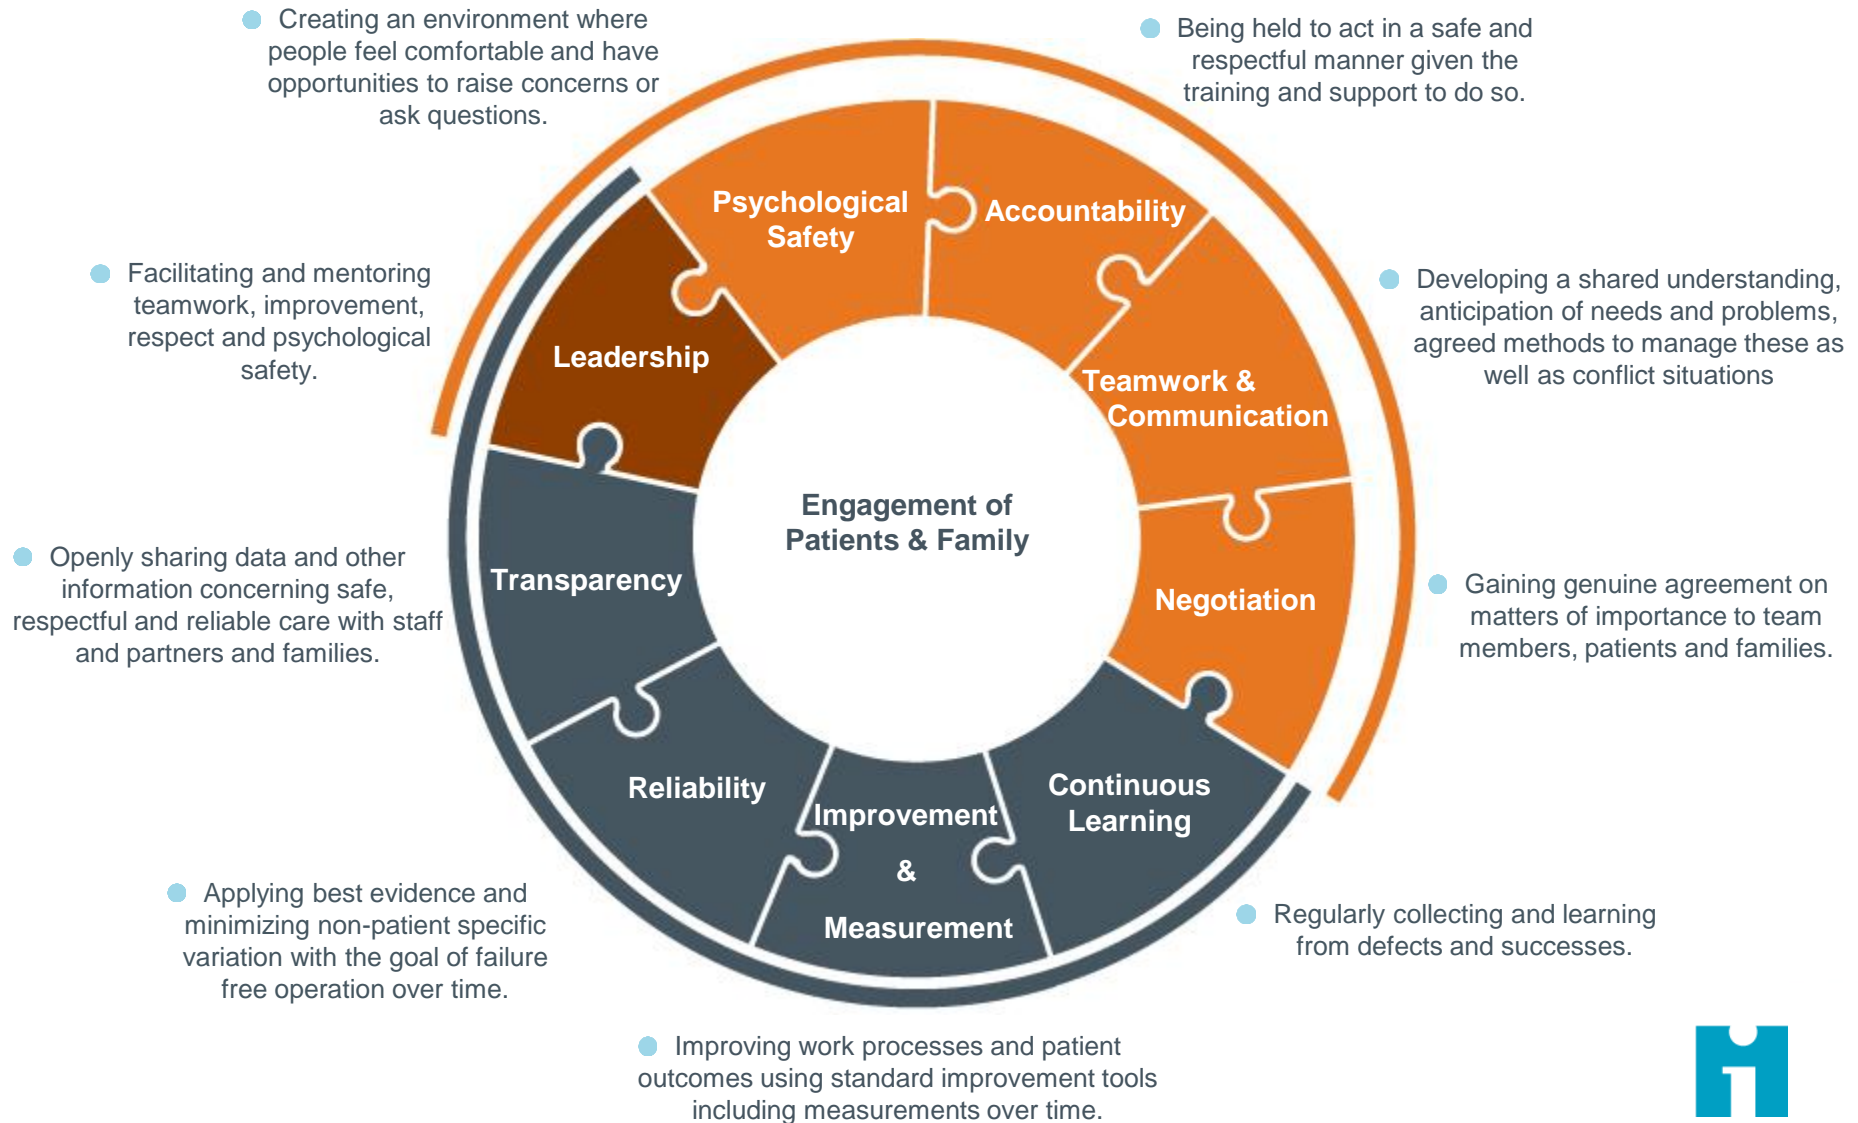 Creating an environment where
people feel comfortable and have
opportunities to raise concerns or
ask questions.
Being held to act in a safe and
respectful manner given the
training and support to do so.
Psychological
Safety
Accountability
Facilitating and mentoring
teamwork, improvement,
respect and psychological
safety.
Leadership
Teamwork &
Communication
Developing a shared understanding,
anticipation of needs and problems,
agreed methods to manage these as
well as conflict situations
Engagement of
Patients & Family
Openly sharing data and other
information concerning safe,
respectful and reliable care with staff
and partners and families.
Transparency
Negotiation
Gaining genuine agreement on
matters of importance to team
members, patients and families.
Reliability
Improvement
&
Measurement
Continuous
Learning
Applying best evidence and
minimizing non-patient specific
variation with the goal of failure
free operation over time.
Regularly collecting and learning
from defects and successes.
Improving work processes and patient
outcomes using standard improvement tools
including measurements over time.